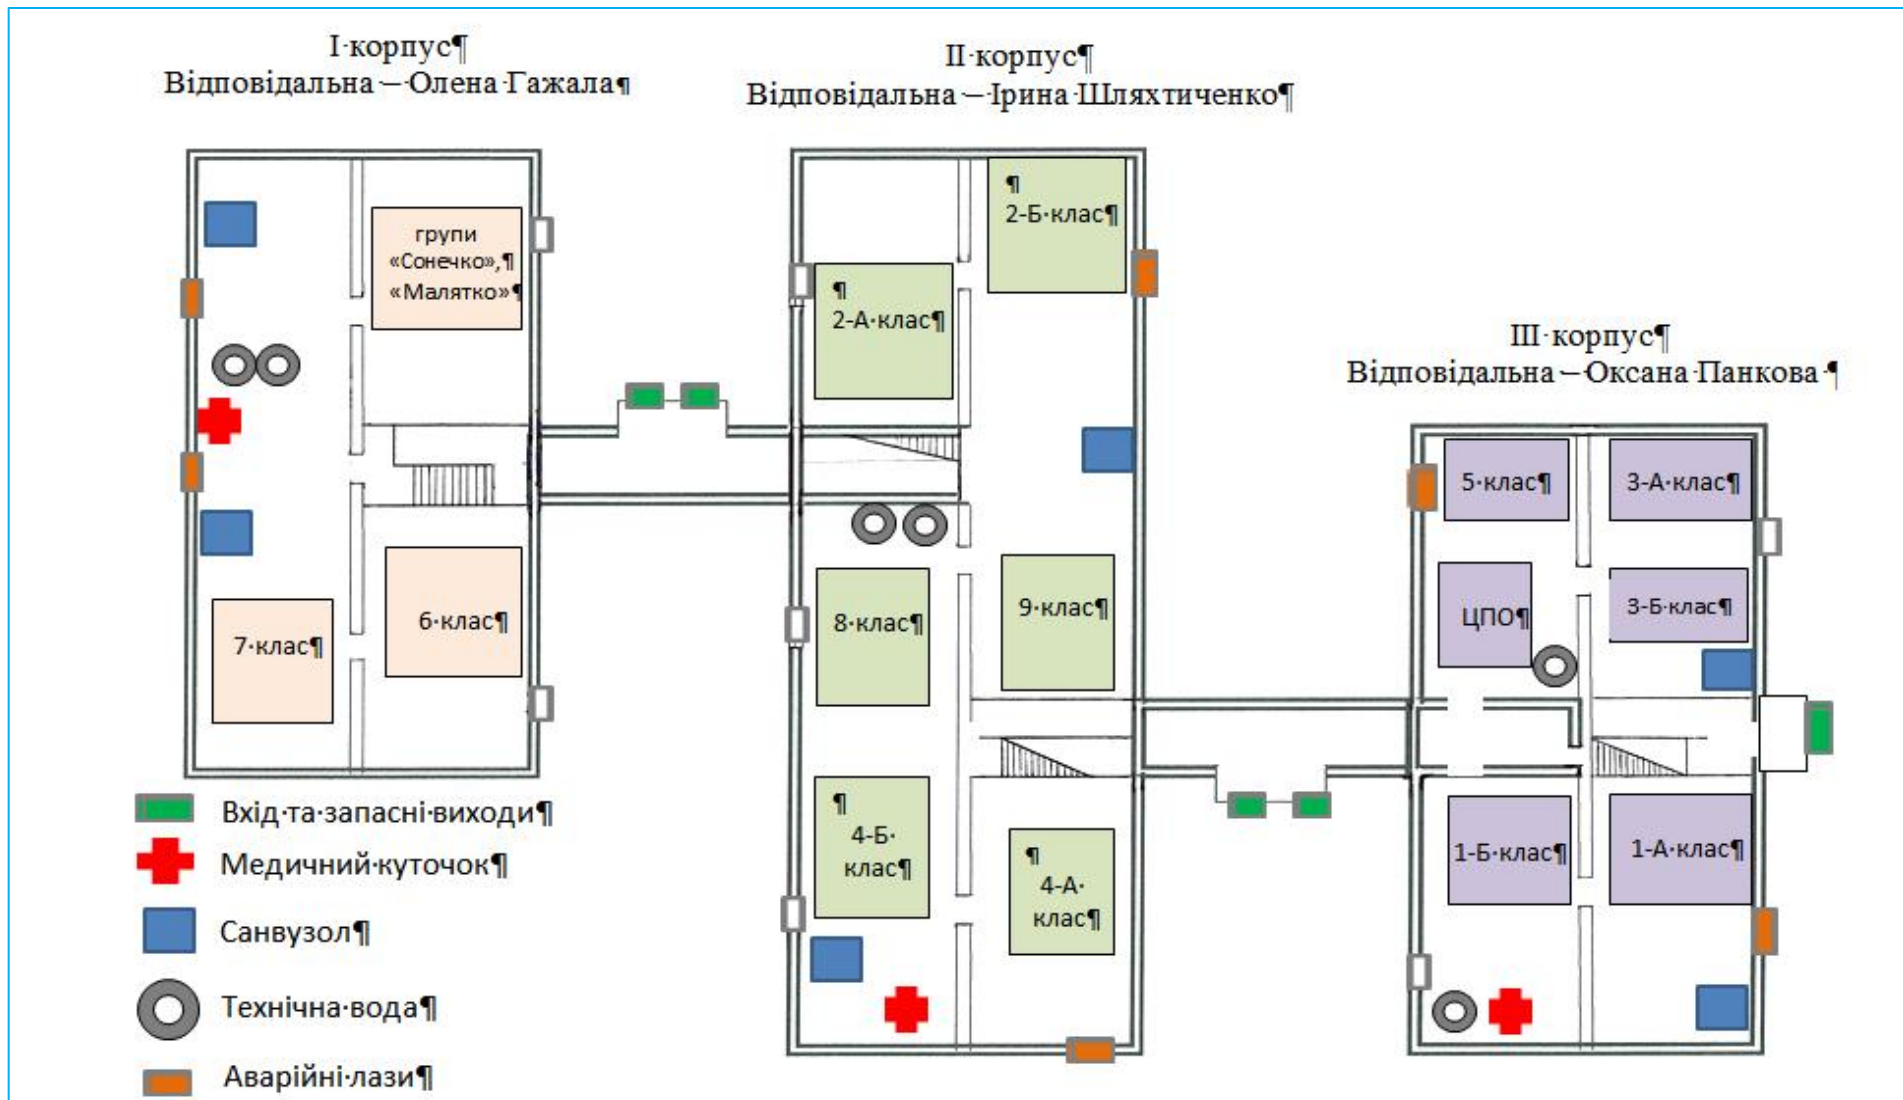 І·корпус¶
Відповідальна·–·Олена·Гажала¶
ІІ·корпус¶
Відповідальна·–·Ірина·Шляхтиченко¶
ІІІ·корпус¶
Відповідальна·–·Оксана·Панкова·¶
групи
«Сонечко»,¶
«Малятко»¶
7·клас¶
6·клас¶
¶
2-Б·клас¶
¶
2-А·клас¶
8·клас¶
9·клас¶
¶
4-Б·
клас¶
¶
4-А·
клас¶
5·клас¶
3-А·клас¶
ЦПО¶
3-Б·клас¶
1-Б·клас¶
1-А·клас¶
Вхід·та·запасні·виходи¶
Медичний·куточок¶
Санвузол¶
Технічна·вода¶
Аварійні·лази¶